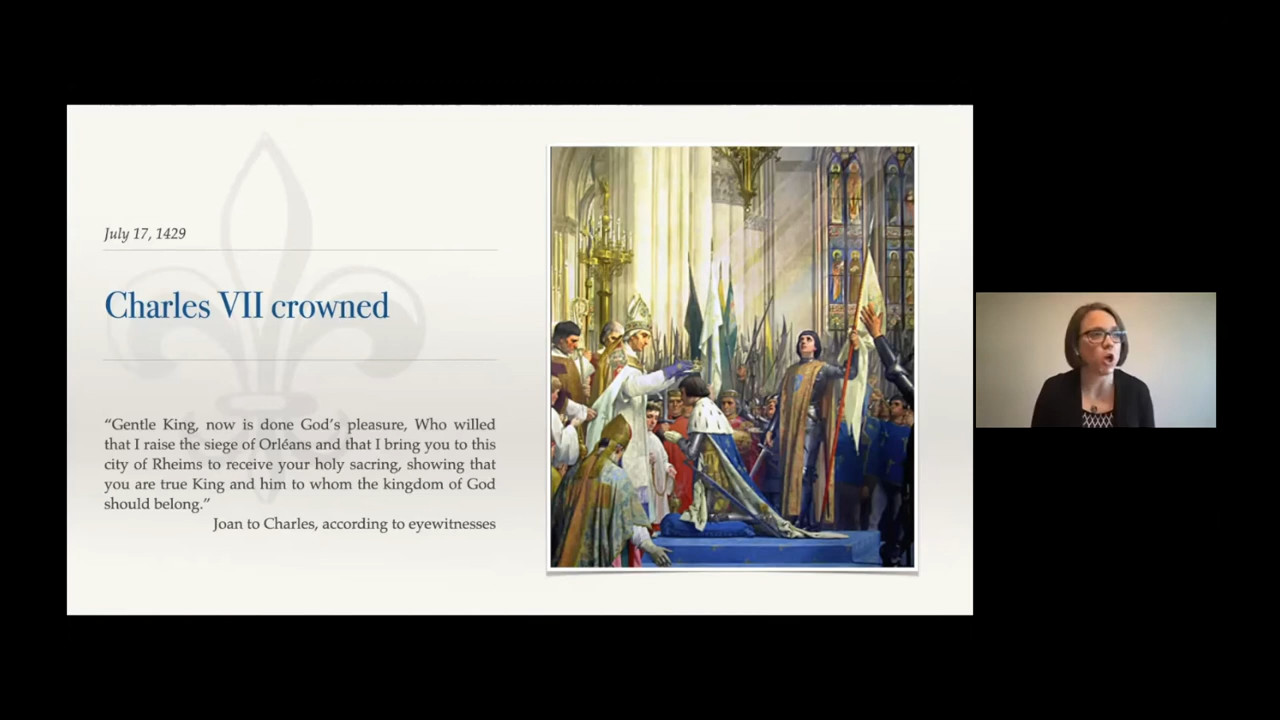 July 17, 1429
Charles VII crowned
“Gentle King, now is done God’s pleasure, Who willed
that I raise the siege of Orléans and that I bring you to this
city of Rheims to receive your holy sacring, showing that
you are true King and him to whom the kingdom of God
should belong.”
Joan to Charles, according to eyewitnesses